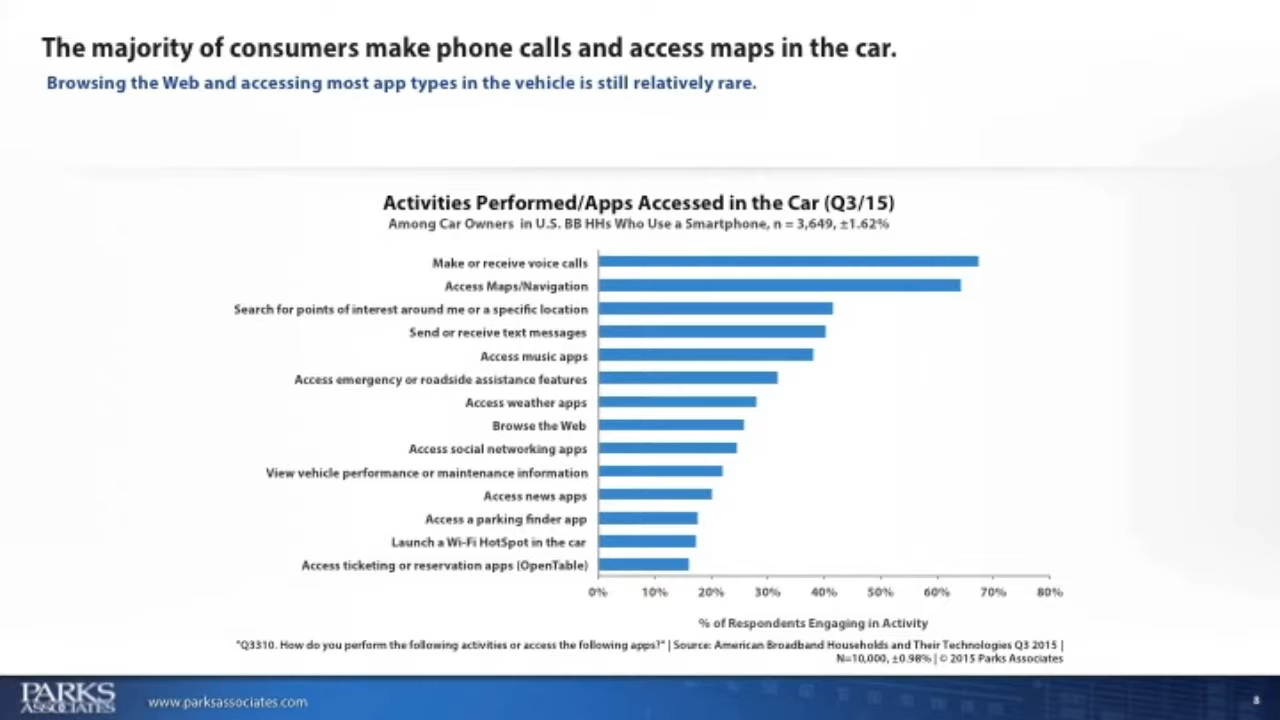 The majority of consumers make phone calls and access maps in the car.
Browsing the Web and accessing most app types in the vehicle is still relatively rare.
Activities Performed/Apps Accessed in the Car (Q3/15)
Among Car Owners in U.S. BB HHs Who Use a Smartphone, n = 3,649, ±1.62%
Make or receive voice calls
Access Maps/Navigation
Search for points of interest around me or a specific location
Send or receive text messages
Access music apps
Access emergency or roadside assistance features
Access weather apps
Browse the Web
Access social networking apps
View vehicle performance or maintenance information
Access news apps
Access a parking finder app
Launch a Wi-Fi HotSpot in the car
Access ticketing or reservation apps (OpenTable)
0% 10% 20% 30% 40% 50% 60% 70% 80%
% of Respondents Engaging in Activity
"Q3310. How do you perform the following activities or access the following apps?" | Source: American Broadband Households and Their Technologies Q3 2015 |
N=10,000, ±0.98% | © 2015 Parks Associates
PARKS
ASSOCIATES
www.parksassociates.com
8